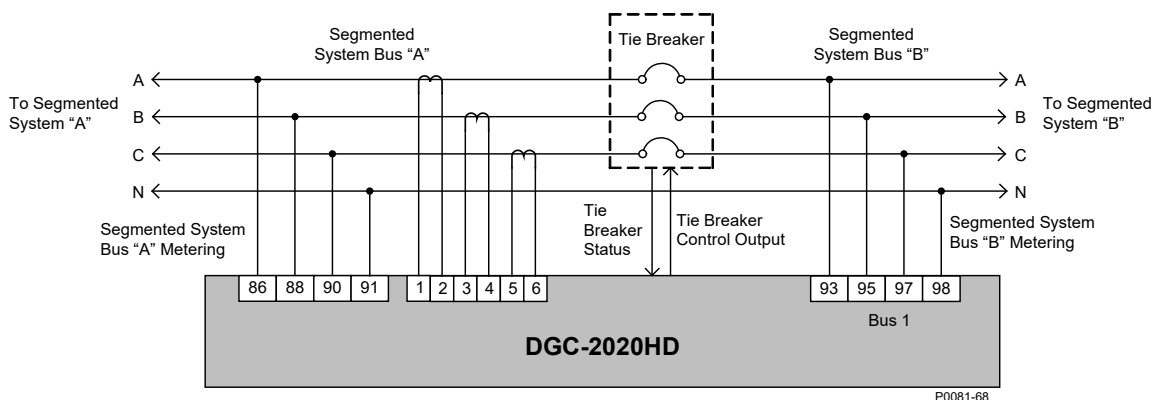 Segmented
System Bus “A”
Tie Breaker
Segmented
System Bus “B”
A
A
To Segmented
System “A”
B
B
To Segmented
System “B”
C
C
N
N
Segmented System
Bus “A” Metering
Tie
Breaker
Status
Tie Breaker
Control Output
Segmented System
Bus “B” Metering
86 88 90 91 1 2 3 4 5 6 93 95 97 98
Bus 1
DGC-2020HD
P0081-68